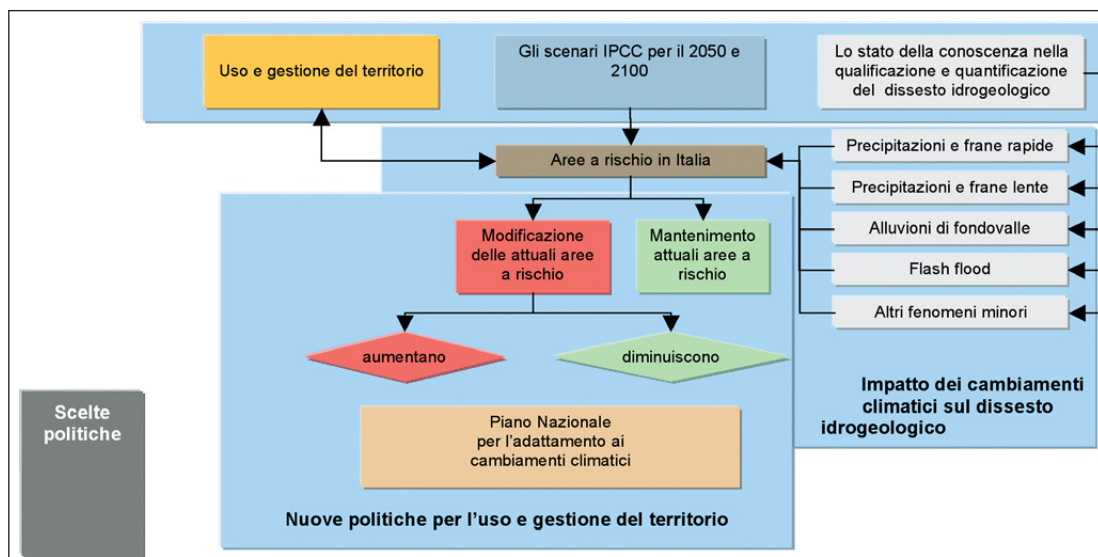 Uso e gestione del territorio
Gli scenari IPCC per il 2050 e
2100
Lo stato della conoscenza nella
qualificazione e quantificazione
del dissesto idrogeologico
Aree a rischio in Italia
Precipitazioni e frane rapide
Precipitazioni e frane lente
Alluvioni di fondovalle
Flash flood
Altri fenomeni minori
Modificazione
delle attuali aree
a rischio
Mantenimento
attuali aree a
rischio
aumentano
diminuiscono
Impatto dei cambiamenti
climatici sul dissesto
idrogeologico
Scelte
politiche
Piano Nazionale
per l'adattamento ai
cambiamenti climatici
Nuove politiche per l'uso e gestione del territorio